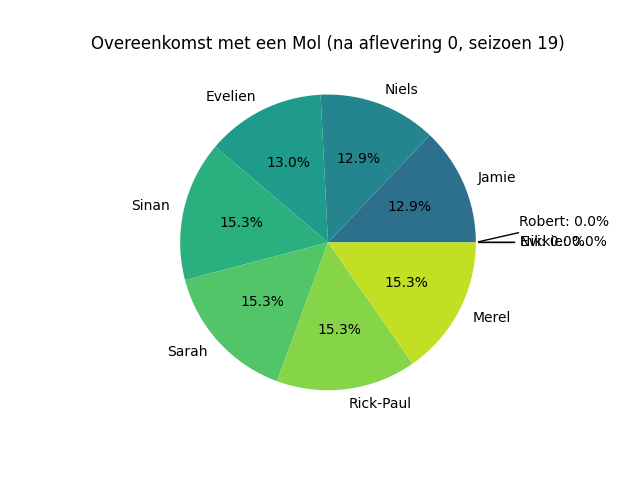 Overeenkomst met een Mol (na aflevering 0, seizoen 19)
Niels
Evelien
12.9%
13.0%
Jamie
Sinan
12.9%
15.3%
Robert: 0.0%
15.3%
15.3%
15.3%
Merel
Sarah
Rick-Paul